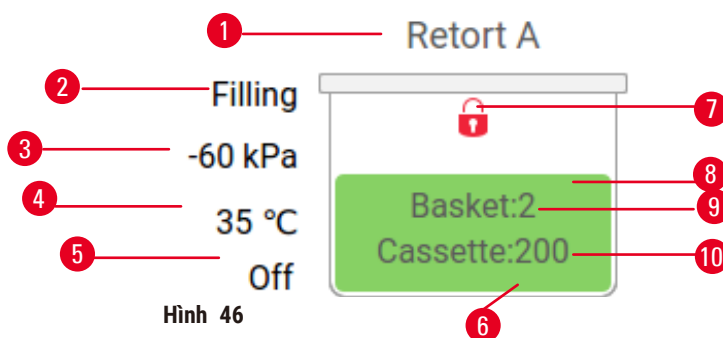 1 Retort A
2 Filling
7
3 -60 kPa
8
4 35 °C
Basket:2 9
5 Off
Cassette:200 10
Hình 46
6